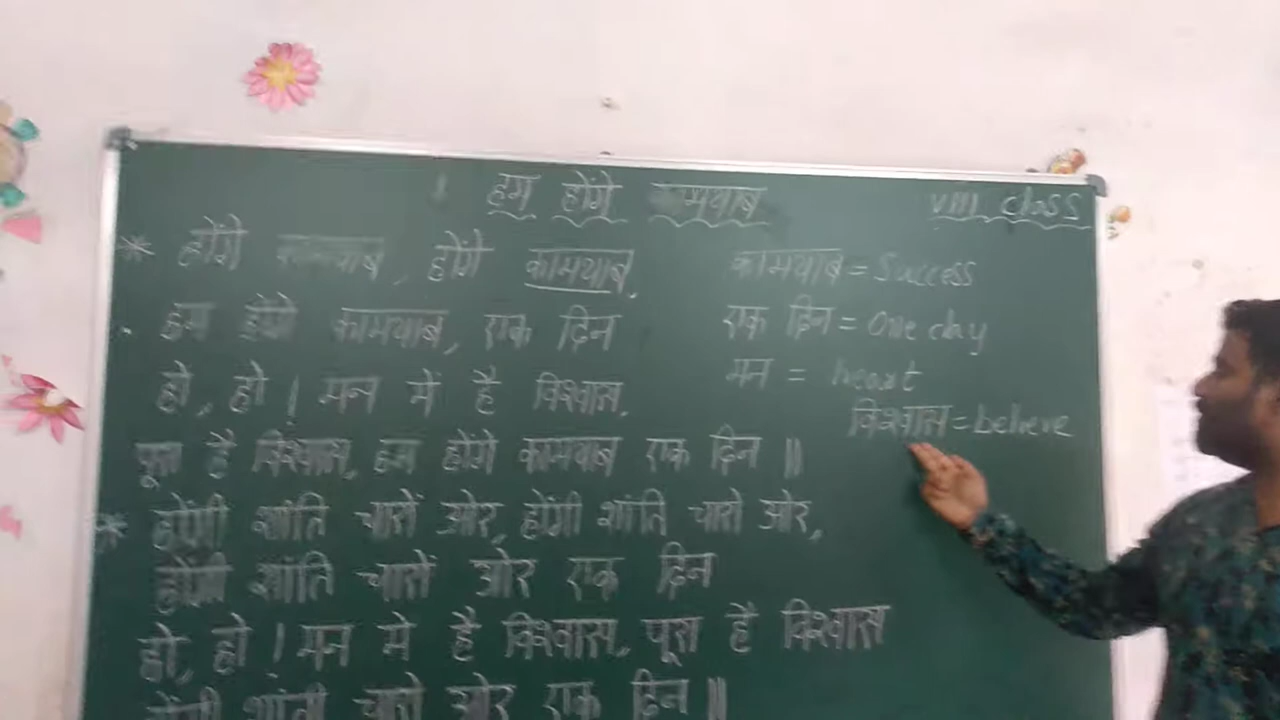 हम होंगे कामयाब
VIII class
* होंगे कामयाब, होंगे कामयाब,
हम होंगे कामयाब, एक दिन
हो, हो ! मन में है विश्वास,
पूरा है विश्वास, हम होंगे कामयाब एक दिन ||
* होंगी शांति चारों ओर, होंगी शांति चारो ओर,
होंगी शांति चारों ओर एक दिन
हो, हो ! मन मे है विश्वास, पूरा है विश्वास
होंगी शांती चारो ओर एक दिन ||
कामयाब = Success
एक दिन = One day
मन = heart
विश्वास = believe